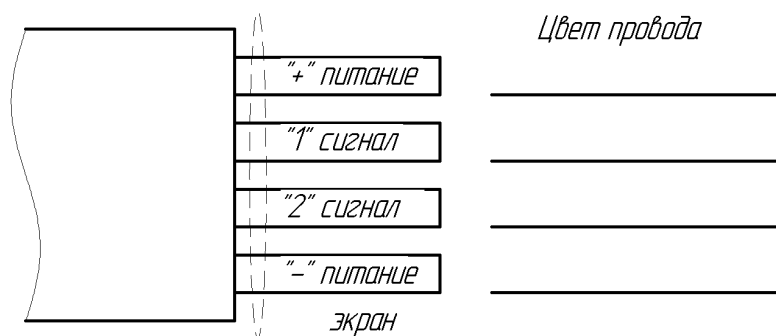 Цвет провода
"+" питание
"1" сигнал
"2" сигнал
"–" питание
экран